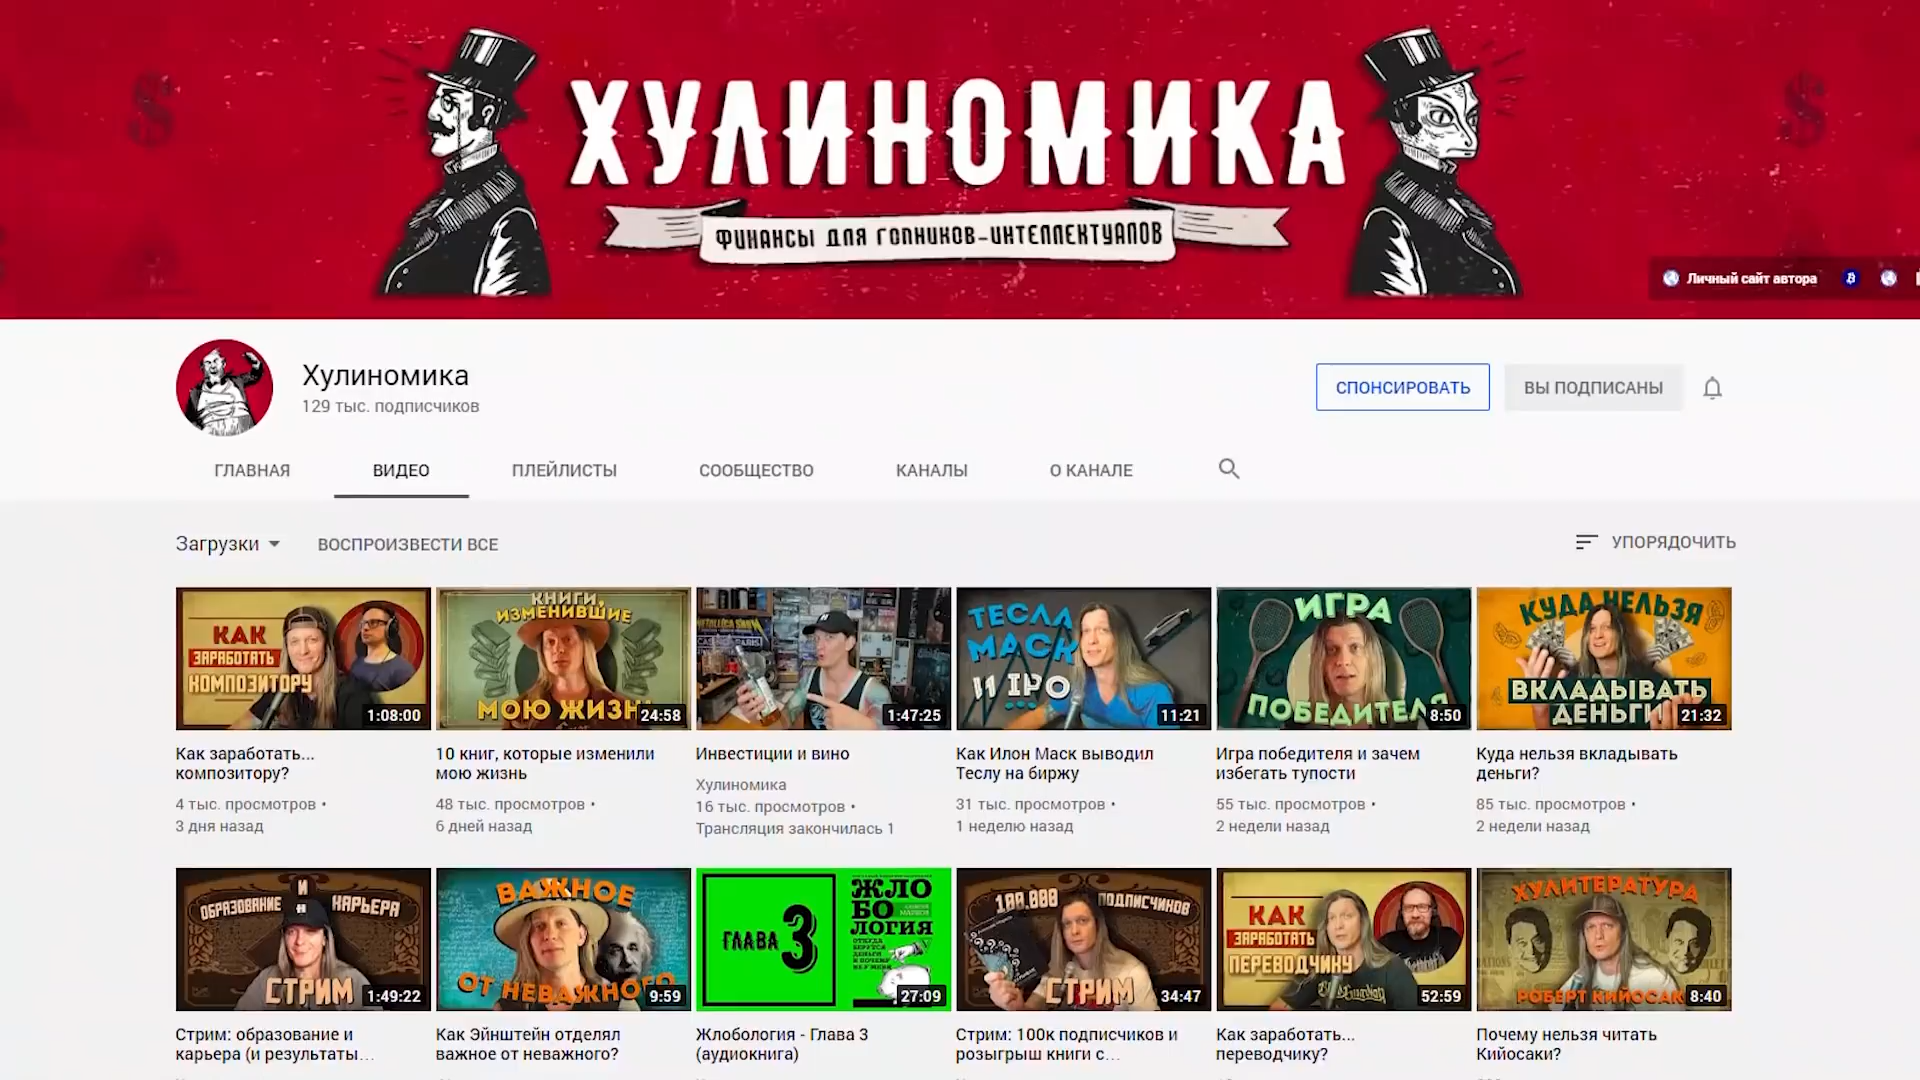 ХУЛИНОМИКА
ФИНАНСЫ ДЛЯ ГОПНИКОВ-ИНТЕЛЛЕКТУАЛОВ
Личный сайт автора
Хулиномика
129 тыс. подписчиков
СПОНСИРОВАТЬ
ВЫ ПОДПИСАНЫ
ГЛАВНАЯ
ВИДЕО
ПЛЕЙЛИСТЫ
СООБЩЕСТВО
КАНАЛЫ
О КАНАЛЕ
Загрузки
ВОСПРОИЗВЕСТИ ВСЕ
УПОРЯДОЧИТЬ
КАК
ЗАРАБОТАТЬ
КОМПОЗИТОРУ
1:08:00
КНИГИ,
ИЗМЕНИВШИЕ
МОЮ ЖИЗНЬ
24:58
1:47:25
ТЕСЛА
МАСК
И IPO
11:21
ИГРА
ПОБЕДИТЕЛЯ
8:50
КУДА НЕЛЬЗЯ
ВКЛАДЫВАТЬ
ДЕНЬГИ
21:32
Как заработать...
композитору?
4 тыс. просмотров •
3 дня назад
10 книг, которые изменили
мою жизнь
48 тыс. просмотров •
6 дней назад
Инвестиции и вино
Хулиномика
16 тыс. просмотров •
Трансляция закончилась 1
Как Илон Маск выводил
Теслу на биржу
31 тыс. просмотров •
1 неделю назад
Игра победителя и зачем
избегать тупости
55 тыс. просмотров •
2 недели назад
Куда нельзя вкладывать
деньги?
85 тыс. просмотров •
2 недели назад
И
ОБРАЗОВАНИЕ
КАРЬЕРА
СТРИМ
1:49:22
ВАЖНОЕ
ОТ НЕВАЖНОГО
9:59
ГЛАВА 3
ЖЛО
БО
ЛОГИЯ
27:09
100.000
ПОДПИСЧИКОВ
СТРИМ
34:47
КАК
ЗАРАБОТАТЬ
ПЕРЕВОДЧИКУ
52:59
ХУЛИТЕРАТУРА
РОБЕРТ КИЙОСАКИ
8:40
Стрим: образование и
карьера (и результаты...
Как Эйнштейн отделял
важное от неважного?
Жлобология - Глава 3
(аудиокнига)
Стрим: 100к подписчиков и
розыгрыш книги с...
Как заработать...
переводчику?
Почему нельзя читать
Кийосаки?